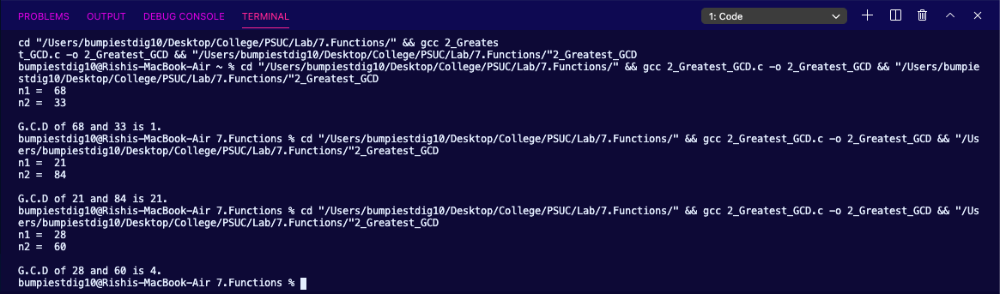 PROBLEMS OUTPUT DEBUG CONSOLE TERMINAL 1: Code
cd "/Users/bumpiestdig10/Desktop/College/PSUC/Lab/7.Functions/" && gcc 2_Greates
t_GCD.c -o 2_Greatest_GCD && "/Users/bumpiestdig10/Desktop/College/PSUC/Lab/7.Functions/"2_Greatest_GCD
bumpiestdig10@Rishis-MacBook-Air ~ % cd "/Users/bumpiestdig10/Desktop/College/PSUC/Lab/7.Functions/" && gcc 2_Greatest_GCD.c -o 2_Greatest_GCD && "/Users/bumpie
stdig10/Desktop/College/PSUC/Lab/7.Functions/"2_Greatest_GCD
n1 =  68
n2 =  33
G.C.D of 68 and 33 is 1.
bumpiestdig10@Rishis-MacBook-Air 7.Functions % cd "/Users/bumpiestdig10/Desktop/College/PSUC/Lab/7.Functions/" && gcc 2_Greatest_GCD.c -o 2_Greatest_GCD && "/Us
ers/bumpiestdig10/Desktop/College/PSUC/Lab/7.Functions/"2_Greatest_GCD
n1 =  21
n2 =  84
G.C.D of 21 and 84 is 21.
bumpiestdig10@Rishis-MacBook-Air 7.Functions % cd "/Users/bumpiestdig10/Desktop/College/PSUC/Lab/7.Functions/" && gcc 2_Greatest_GCD.c -o 2_Greatest_GCD && "/Us
ers/bumpiestdig10/Desktop/College/PSUC/Lab/7.Functions/"2_Greatest_GCD
n1 =  28
n2 =  60
G.C.D of 28 and 60 is 4.
bumpiestdig10@Rishis-MacBook-Air 7.Functions %